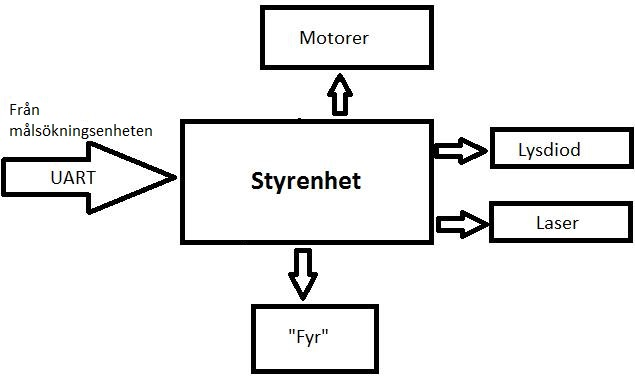 Motorer
Från
målsökningsenheten
UART
Styrenhet
Lysdiod
Laser
"Fyr"